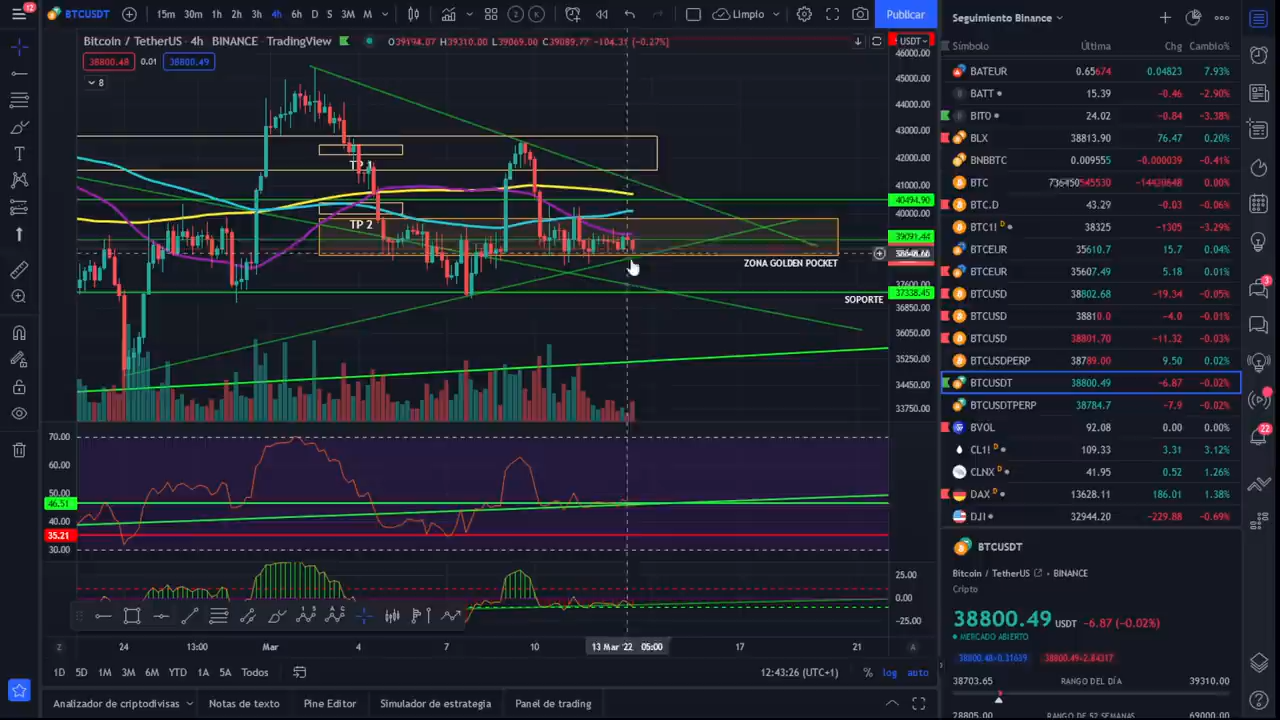 12
BTCUSDT
15m 30m 1h 2h 3h 4h 6h D S 3M M
2
K
Limplo
Publicar
Bitcoin / TetherUS · 4h · BINANCE · TradingView
O39194.07 H39310.00 L39069.00 C39089.77 −104.31 (−0.27%)
USDT
38800.48 0.01 38800.49
8
46000.00
45000.00
44000.00
43000.00
42000.00
41000.00
40494.90
40000.00
39091.44
37600.00
37338.45
36850.00
36050.00
35250.00
34450.00
33750.00
TP 1
TP 2
ZONA GOLDEN POCKET
SOPORTE
70.00
60.00
50.00
46.51
40.00
35.21
30.00
25.00
0.00
−25.00
Z
24 13:00 Mar 4 7 10 13 Mar '22 05:00 17 21
A
1D 5D 1M 3M 6M YTD 1A 5A Todos
12:43:26 (UTC+1)
% log auto
Analizador de criptodivisas
Notas de texto
Pine Editor
Simulador de estrategia
Panel de trading
Seguimiento Binance
Símbolo Última Chg Cambio%
BATEUR 0.65674 0.04823 7.93%
BATT 15.39 −0.46 −2.90%
BITO 24.02 −0.84 −3.38%
BLX 38813.90 76.47 0.20%
BNBBTC 0.009555 −0.000039 −0.41%
BTC 0.00%
BTC.D 43.29 −0.03 −0.06%
BTC1! D 38325 −1305 −3.29%
BTCEUR 35610.7 15.7 0.04%
BTCEUR 35607.49 5.18 0.01%
BTCUSD 38802.68 −19.34 −0.05%
BTCUSD 38810.0 −4.0 −0.01%
BTCUSD 38801.70 −11.32 −0.03%
BTCUSDPERP 38789.00 9.50 0.02%
BTCUSDT 38800.49 −6.87 −0.02%
BTCUSDTPERP 38784.7 −7.9 −0.02%
BVOL 92.08 0.00 0.00%
CL1! D 109.33 3.31 3.12%
CLNX D 41.95 0.52 1.26%
DAX D 13628.11 186.01 1.38%
DJI 32944.20 −229.88 −0.69%
BTCUSDT
Bitcoin / TetherUS · BINANCE
Cripto
38800.49 USDT −6.87 (−0.02%)
MERCADO ABIERTO
38800.48×0.31689
38800.49×2.84317
38703.65 RANGO DEL DÍA 39310.00
28805.00 RANGO DE 52 SEMANAS 69000.00
3
22